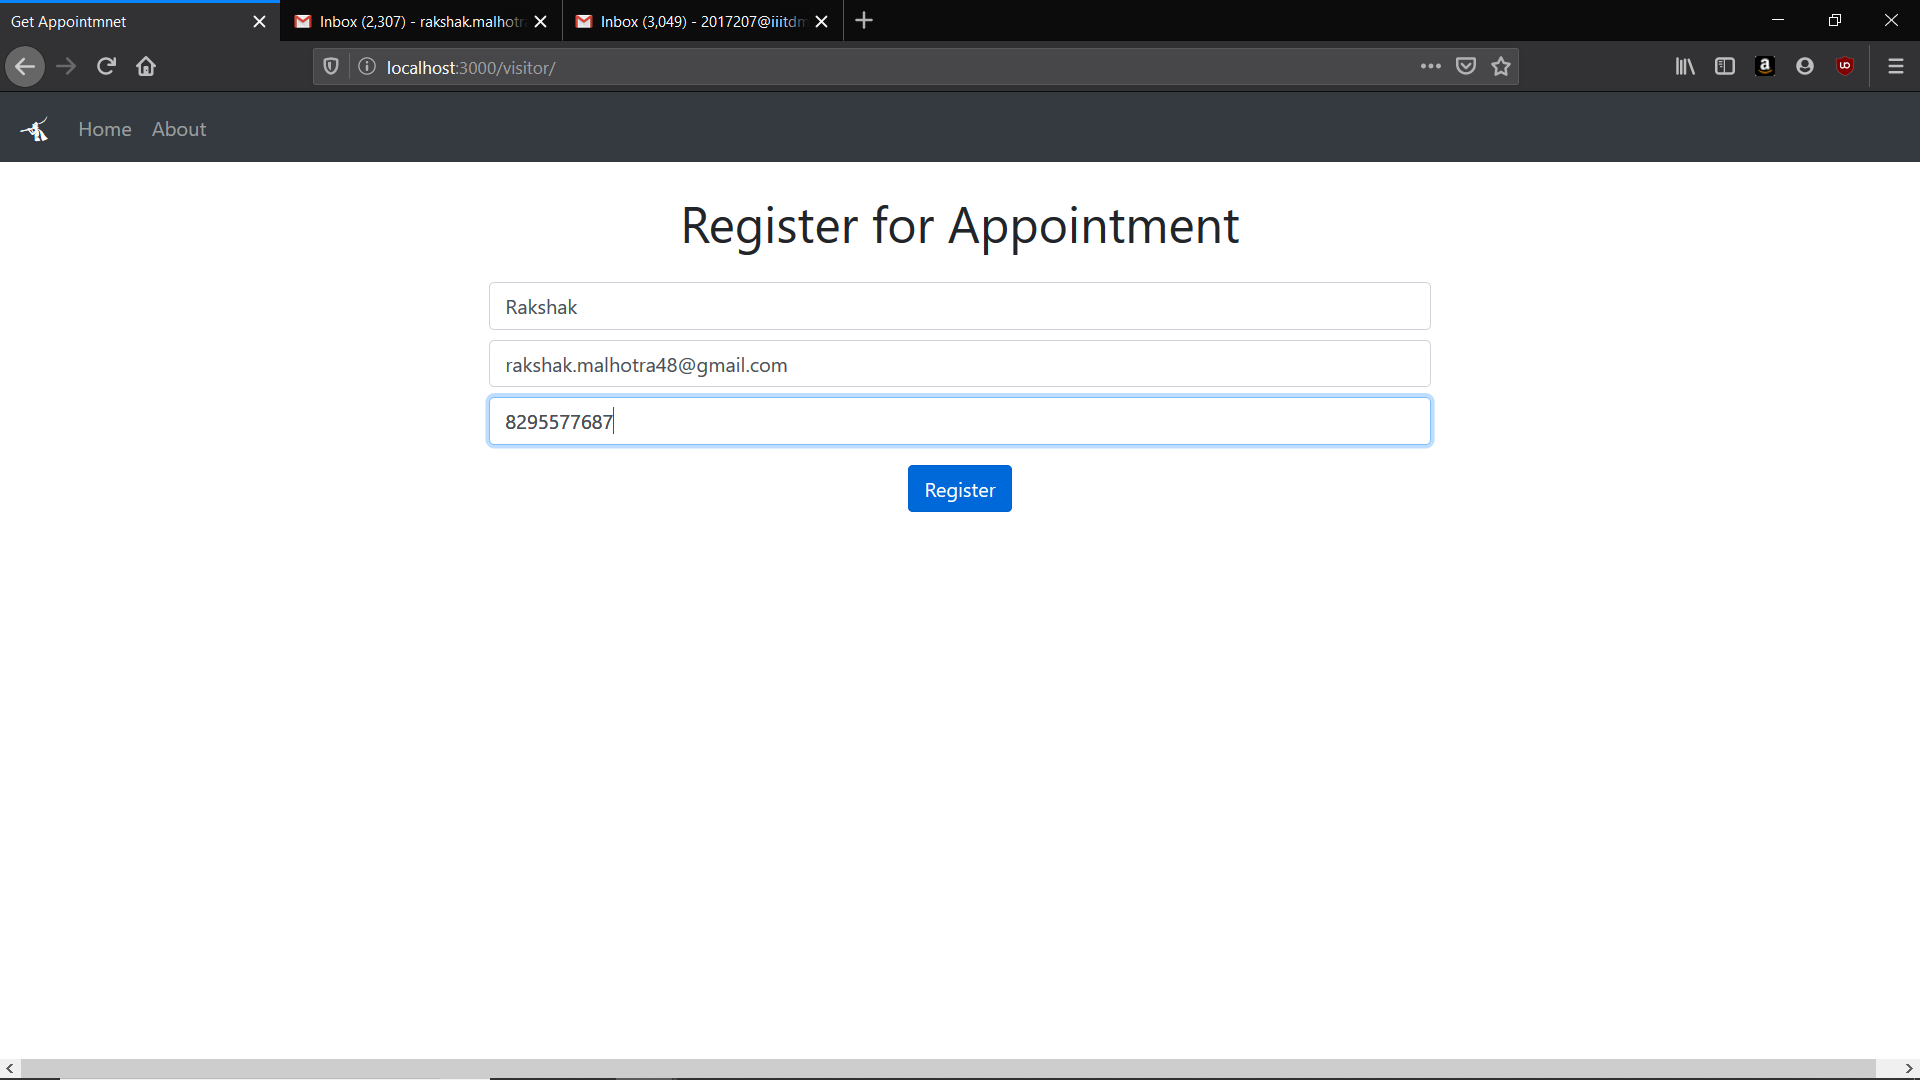 Get Appointmnet
Inbox (2,307) - rakshak.malhotr
Inbox (3,049) - 2017207@iiitdm
localhost:3000/visitor/
Home About
Register for Appointment
Rakshak
rakshak.malhotra48@gmail.com
8295577687
Register